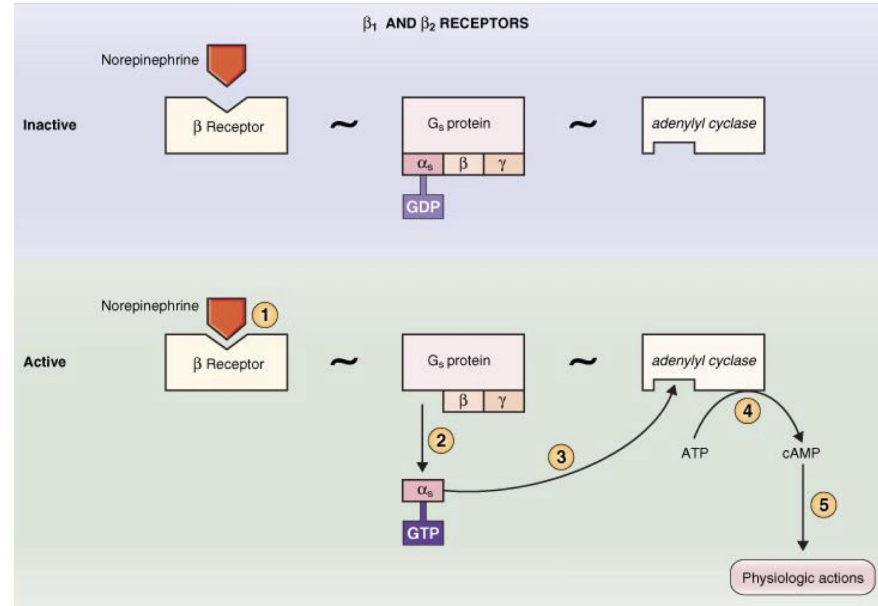 β₁ AND β₂ RECEPTORS
Norepinephrine
Inactive
β Receptor
~
Gₛ protein
~
adenylyl cyclase
αₛ β γ
GDP
Norepinephrine
1
Active
β Receptor
~
Gₛ protein
~
adenylyl cyclase
β γ
2
3
4
ATP
cAMP
αₛ
GTP
5
Physiologic actions